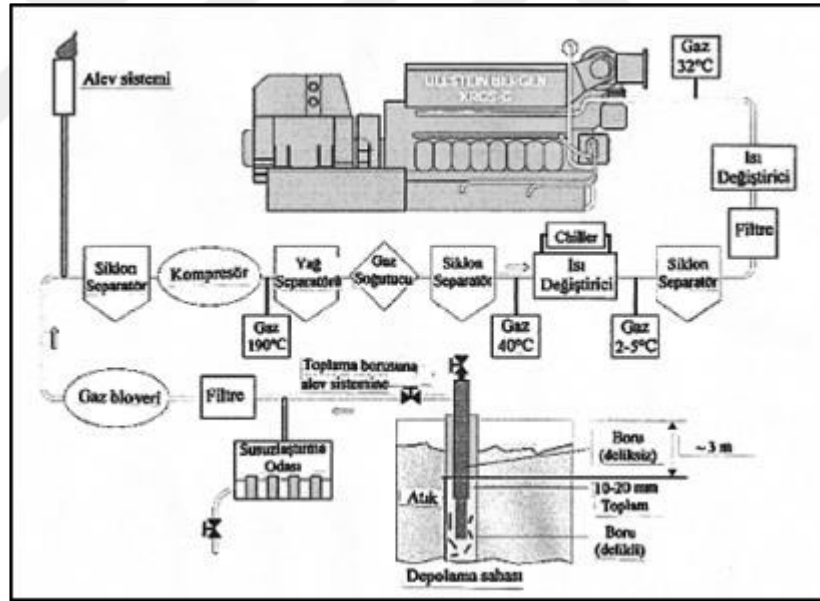 Alev sistemi
ULSTEIN BERGEN
KRGS-G
Gaz
32°C
Isı
Değiştirici
Filtre
Siklon
Separatör
Kompresör
Yağ
Separatörü
Gaz
Soğutucu
Siklon
Separatör
Chiller
Isı
Değiştirici
Siklon
Separatör
Gaz
190°C
Gaz
40°C
Gaz
2-5°C
Gaz bloveri
Filtre
Toplama borusuna
alev sistemine
Susuzlaştırma
Odası
Atık
Boru
(deliksiz)
~3 m
10-20 mm
Toplam
Boru
(delikli)
Depolama sahası